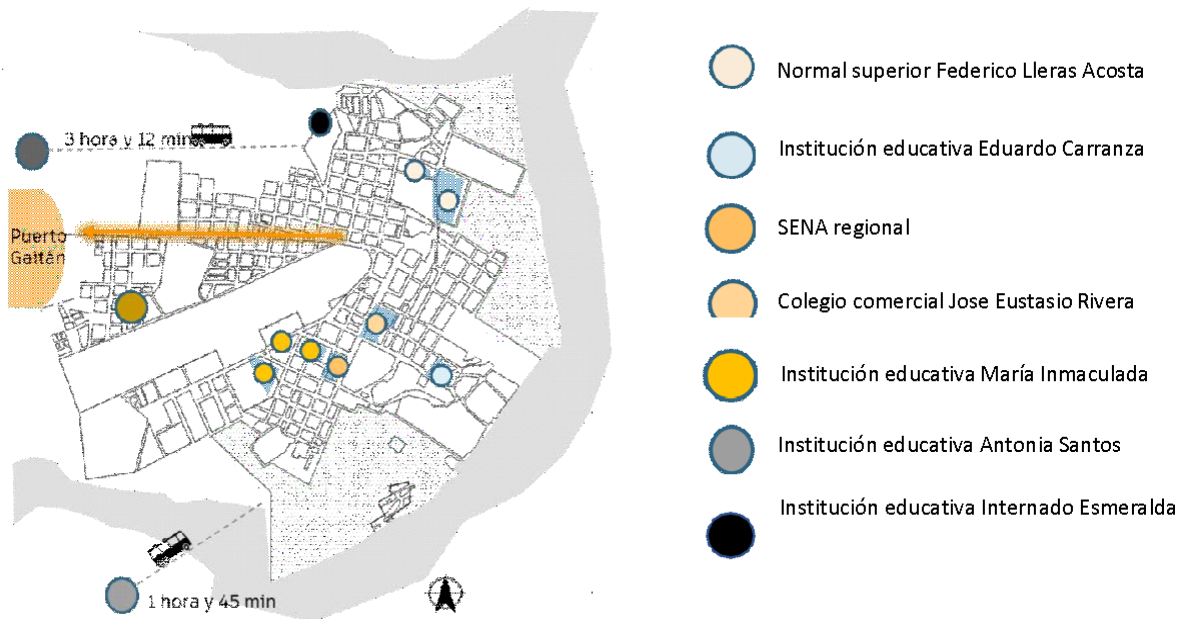 3 hora y 12 min
Puerto
Gaitán
1 hora y 45 min
Normal superior Federico Lleras Acosta
Institución educativa Eduardo Carranza
SENA regional
Colegio comercial Jose Eustasio Rivera
Institución educativa María Inmaculada
Institución educativa Antonia Santos
Institución educativa Internado Esmeralda